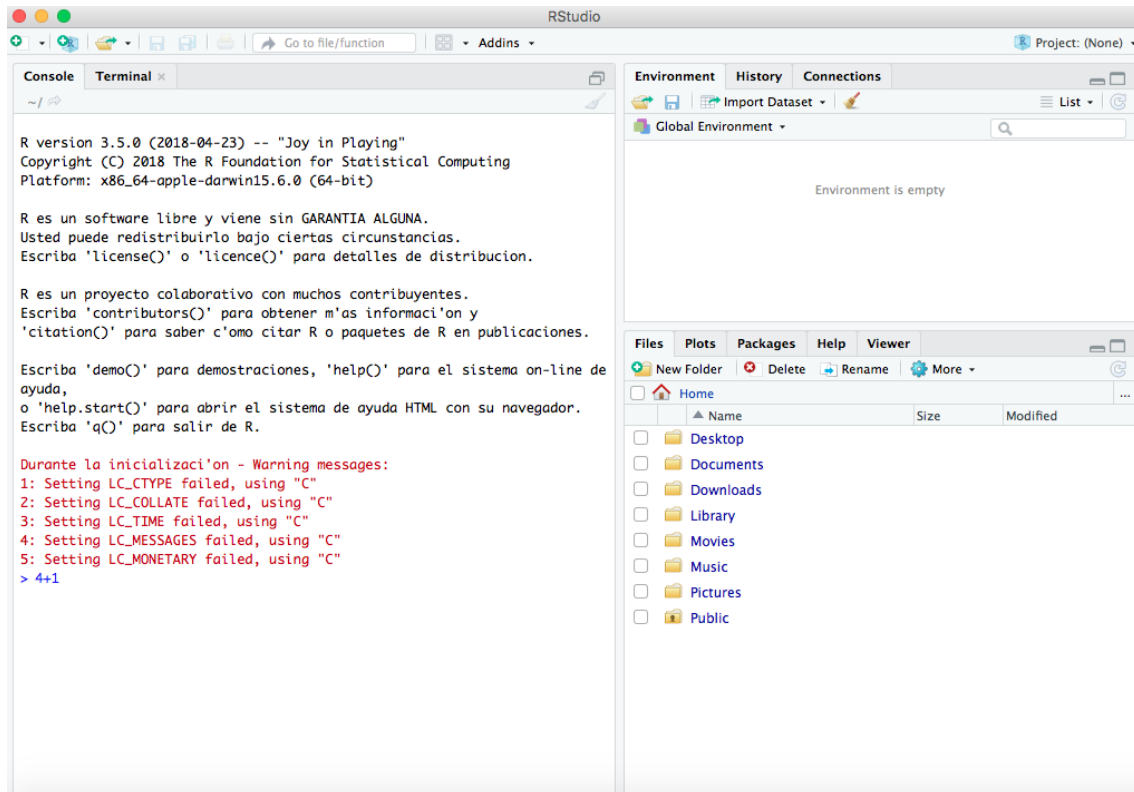 RStudio
Go to file/function
Addins
Project: (None)
Console Terminal
~/
R version 3.5.0 (2018-04-23) -- "Joy in Playing"
Copyright (C) 2018 The R Foundation for Statistical Computing
Platform: x86_64-apple-darwin15.6.0 (64-bit)
R es un software libre y viene sin GARANTIA ALGUNA.
Usted puede redistribuirlo bajo ciertas circunstancias.
Escriba 'license()' o 'licence()' para detalles de distribucion.
R es un proyecto colaborativo con muchos contribuyentes.
Escriba 'contributors()' para obtener m'as informaci'on y
'citation()' para saber c'omo citar R o paquetes de R en publicaciones.
Escriba 'demo()' para demostraciones, 'help()' para el sistema on-line de
ayuda,
o 'help.start()' para abrir el sistema de ayuda HTML con su navegador.
Escriba 'q()' para salir de R.
Durante la inicializaci'on - Warning messages:
1: Setting LC_CTYPE failed, using "C"
2: Setting LC_COLLATE failed, using "C"
3: Setting LC_TIME failed, using "C"
4: Setting LC_MESSAGES failed, using "C"
5: Setting LC_MONETARY failed, using "C"
> 4+1
Environment History Connections
Import Dataset
List
Global Environment
Environment is empty
Files Plots Packages Help Viewer
New Folder Delete Rename More
Home ...
Name Size Modified
Desktop
Documents
Downloads
Library
Movies
Music
Pictures
Public